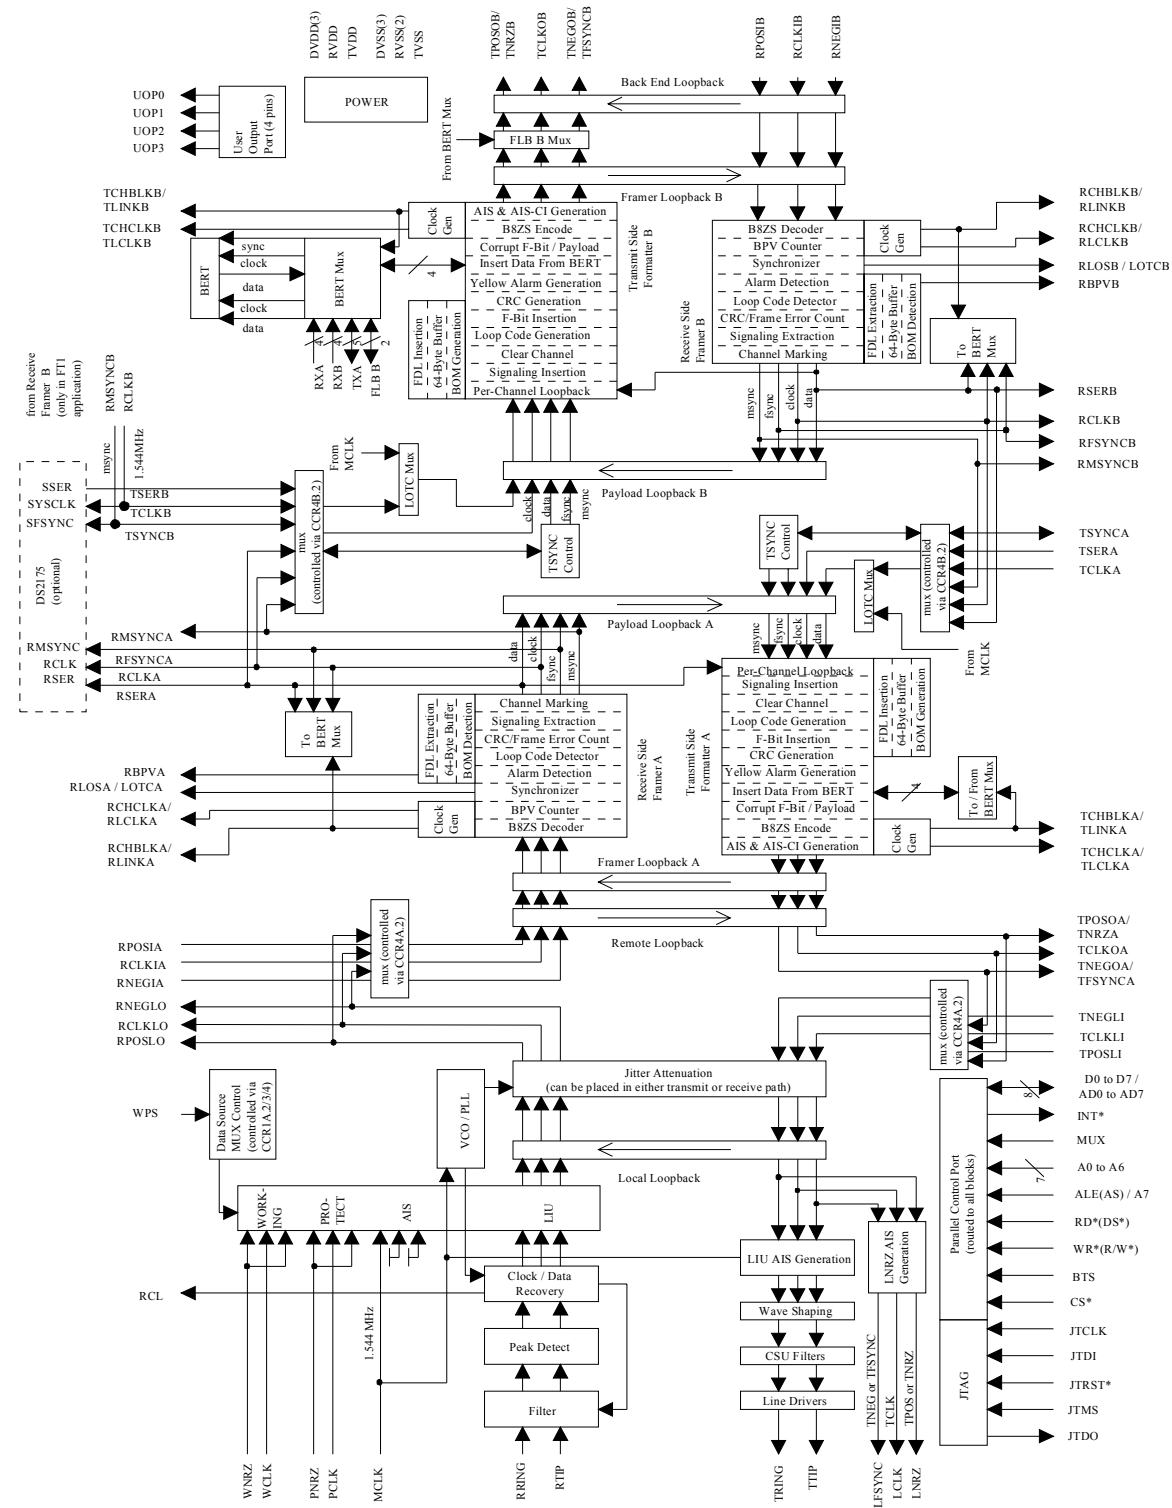 DVDD(3)
RVDD
TVDD
DVSS(3)
RVSS(2)
TVSS
TPOSOB/
TNRZB
TCLKOB
TNEGOB/
TFSYNCB
RPOSIB
RCLKIB
RNEGIB
UOP0
UOP1
UOP2
UOP3
User
Output
Port (4 pins)
POWER
Back End Loopback
From BERT Mux
FLB B Mux
Framer Loopback B
TCHBLKB/
TLINKB
TCHCLKB
TLCLKB
Clock
Gen
AIS & AIS-CI Generation
B8ZS Encode
Corrupt F-Bit / Payload
Insert Data From BERT
Yellow Alarm Generation
CRC Generation
F-Bit Insertion
Loop Code Generation
Clear Channel
Signaling Insertion
Per-Channel Loopback
FDL Insertion
64-Byte Buffer
BOM Generation
Transmit Side
Formatter B
BERT
sync
clock
data
clock
data
BERT Mux
4
4
4
5
2
RXA
RXB
TXA
FLB B
Receive Side
Framer B
B8ZS Decoder
BPV Counter
Synchronizer
Alarm Detection
Loop Code Detector
CRC/Frame Error Count
Signaling Extraction
Channel Marking
Clock
Gen
FDL Extraction
64-Byte Buffer
BOM Detection
RCHBLKB/
RLINKB
RCHCLKB/
RLCLKB
RLOSB / LOTCB
RBPVB
To
BERT
Mux
RSERB
RCLKB
RFSYNCB
RMSYNCB
msync
fsync
clock
data
from Receive
Framer B
(only in FT1
application)
RMSYNCB
RCLKB
msync
1.544MHz
From
MCLK
LOTC Mux
Payload Loopback B
SSER
SYSCLK
SFSYNC
TSERB
TCLKB
TSYNCB
mux
(controlled via CCR4B.2)
clock
data
fsync
msync
TSYNC
Control
DS2175
(optional)
TSYNC
Control
LOTC Mux
mux (controlled
via CCR4B.2)
TSYNCA
TSERA
TCLKA
From
MCLK
Payload Loopback A
RMSYNC
RCLK
RSER
RMSYNCA
RFSYNCA
RCLKA
RSERA
data
clock
fsync
msync
msync
fsync
clock
data
To
BERT
Mux
FDL Extraction
64-Byte Buffer
BOM Detection
Channel Marking
Signaling Extraction
CRC/Frame Error Count
Loop Code Detector
Alarm Detection
Synchronizer
BPV Counter
B8ZS Decoder
Clock
Gen
Receive Side
Framer A
Transmit Side
Formatter A
Per-Channel Loopback
Signaling Insertion
Clear Channel
Loop Code Generation
F-Bit Insertion
CRC Generation
Yellow Alarm Generation
Insert Data From BERT
Corrupt F-Bit / Payload
B8ZS Encode
AIS & AIS-CI Generation
FDL Insertion
64-Byte Buffer
BOM Generation
4
To / From
BERT Mux
Clock
Gen
TCHBLKA/
TLINKA
TCHCLKA/
TLCLKA
RBPVA
RLOSA / LOTCA
RCHCLKA/
RLCLKA
RCHBLKA/
RLINKA
Framer Loopback A
Remote Loopback
RPOSIA
RCLKIA
RNEGIA
RNEGLO
RCLKLO
RPOSLO
mux (controlled
via CCR4A.2)
TPOSOA/
TNRZA
TCLKOA
TNEGOA/
TFSYNCA
mux (controlled
via CCR4A.2)
TNEGLI
TCLKLI
TPOSLI
Jitter Attenuation
(can be placed in either transmit or receive path)
VCO / PLL
Local Loopback
WPS
Data Source
MUX Control
(controlled via
CCR1A.2/3/4)
WORK-
ING
PRO-
TECT
AIS
LIU
D0 to D7 /
AD0 to AD7
8
INT*
MUX
A0 to A6
7
ALE(AS) / A7
RD*(DS*)
WR*(R/W*)
BTS
CS*
Parallel Control Port
(routed to all blocks)
JTAG
JTCLK
JTDI
JTRST*
JTMS
JTDO
RCL
1.544 MHz
Clock / Data
Recovery
Peak Detect
Filter
LIU AIS Generation
Wave Shaping
CSU Filters
Line Drivers
LNRZ AIS
Generation
TNEG or TFSYNC
TCLK
TPOS or TNRZ
WNRZ
WCLK
PNRZ
PCLK
MCLK
RRING
RTIP
TRING
TTIP
LFSYNC
LCLK
LNRZ